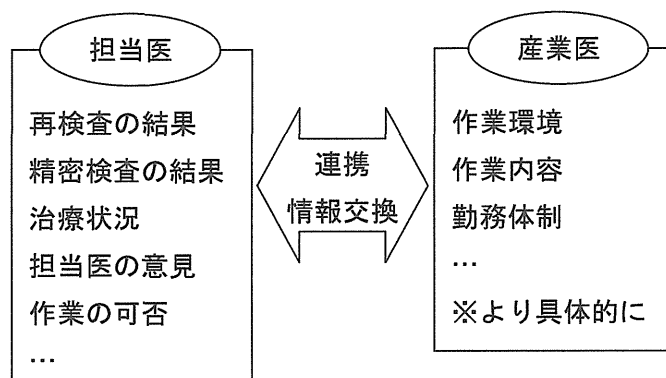 担当医
再検査の結果
精密検査の結果
治療状況
担当医の意見
作業の可否
…
連携
情報交換
産業医
作業環境
作業内容
勤務体制
…
※より具体的に